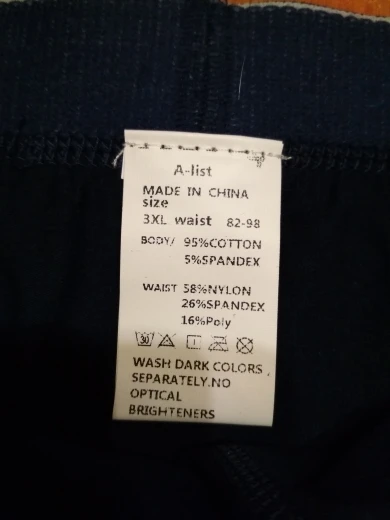 A-list
MADE IN CHINA
size
3XL waist 82-98
BODY/ 95%COTTON
5%SPANDEX
WAIST 58%NYLON
26%SPANDEX
16%Poly
30
WASH DARK COLORS
SEPARATELY.NO
OPTICAL
BRIGHTENERS